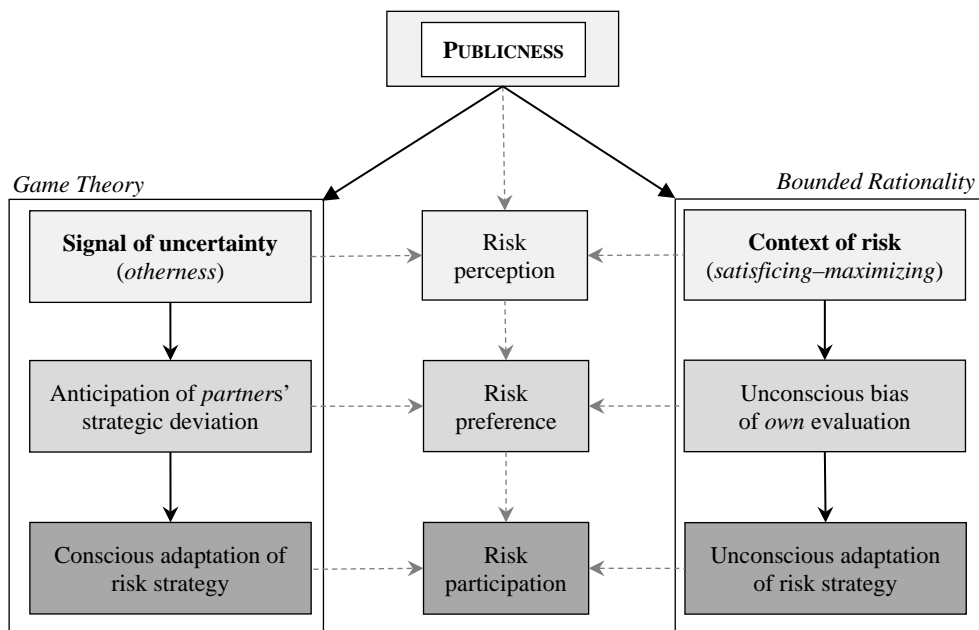 PUBLICNESS
Game Theory
Bounded Rationality
Signal of uncertainty
(otherness)
Risk
perception
Context of risk
(satisficing–maximizing)
Anticipation of partners’
strategic deviation
Risk
preference
Unconscious bias
of own evaluation
Conscious adaptation of
risk strategy
Risk
participation
Unconscious adaptation
of risk strategy